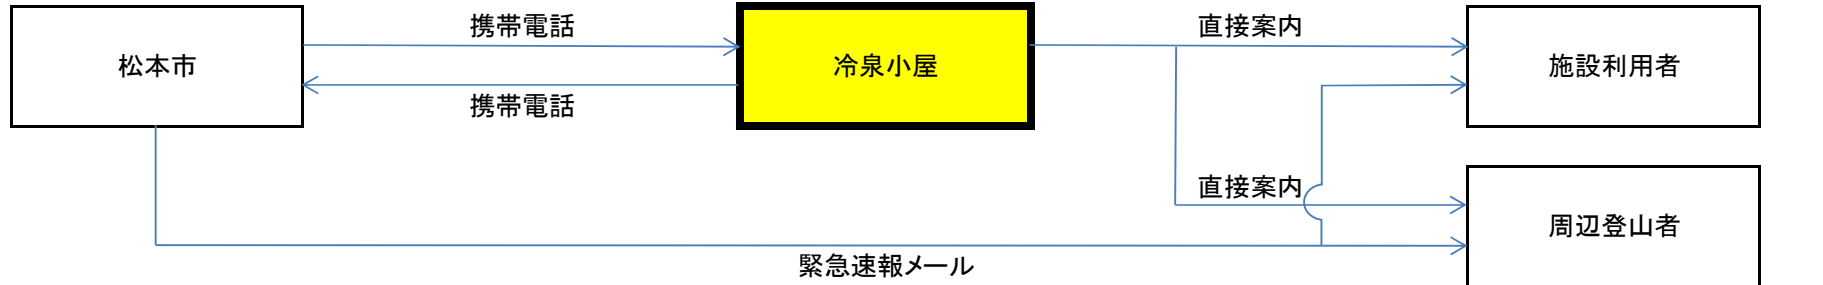 携帯電話
直接案内
松本市
冷泉小屋
施設利用者
携帯電話
直接案内
周辺登山者
緊急速報メール